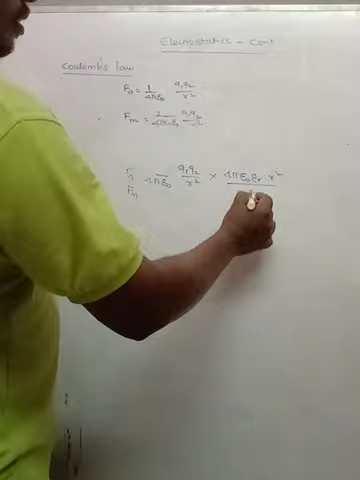 Electrostatics - Cont
Coulomb's law
Fa = 1/4πε₀ q₁q₂/r²
Fm = 1/4πε₀εᵣ q₁q₂/r²
Fm 4πε₀ q₁q₂/r² × 4πε₀εᵣ r²